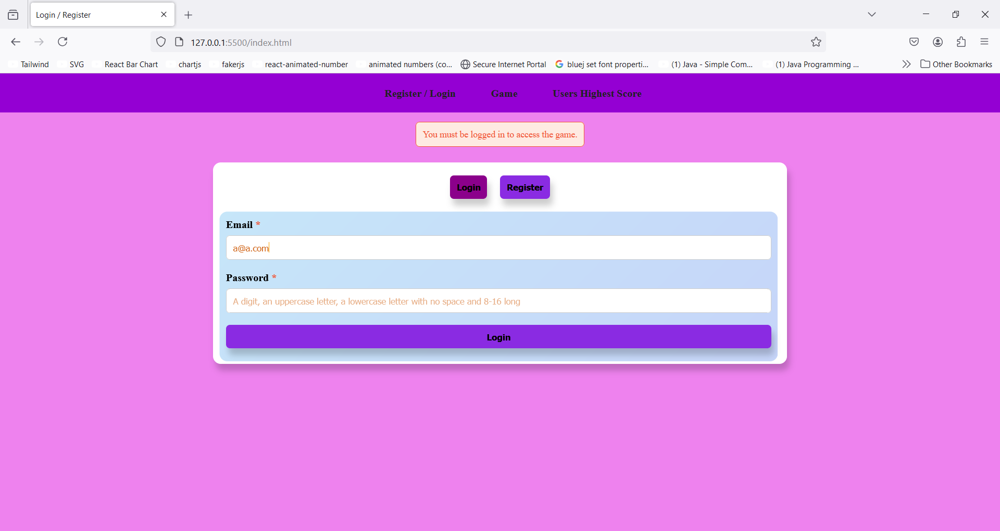 Login / Register
127.0.0.1:5500/index.html
Tailwind SVG React Bar Chart chartjs fakerjs react-animated-number animated numbers (co... Secure Internet Portal bluej set font properti... (1) Java - Simple Com... (1) Java Programming ... Other Bookmarks
Register / Login Game Users Highest Score
You must be logged in to access the game.
Login Register
Email *
a@a.com
Password *
A digit, an uppercase letter, a lowercase letter with no space and 8-16 long
Login